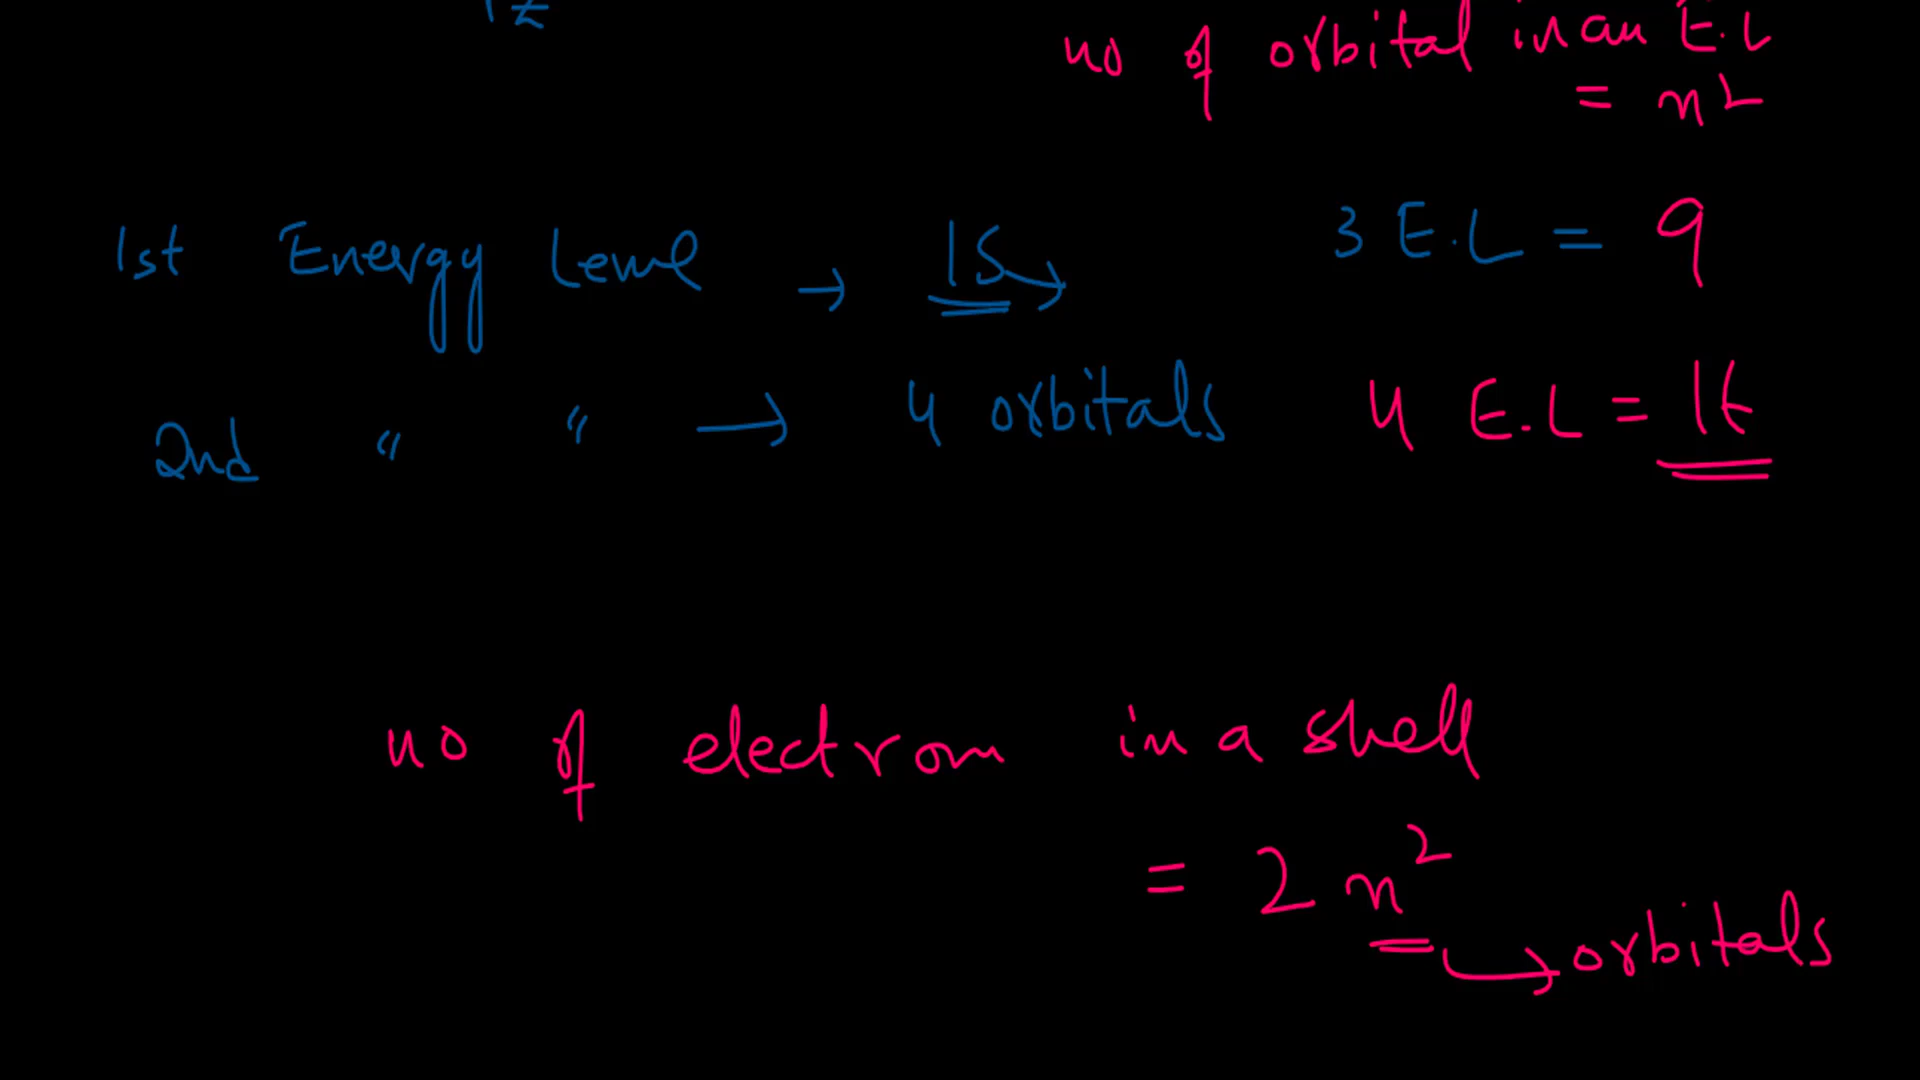 no of orbital in an E.L
= n²
1st Energy Level → 1S →
3 E.L = 9
2nd " " → 4 orbitals
4 E.L = 16
no of electron in a shell
= 2n²
→ orbitals